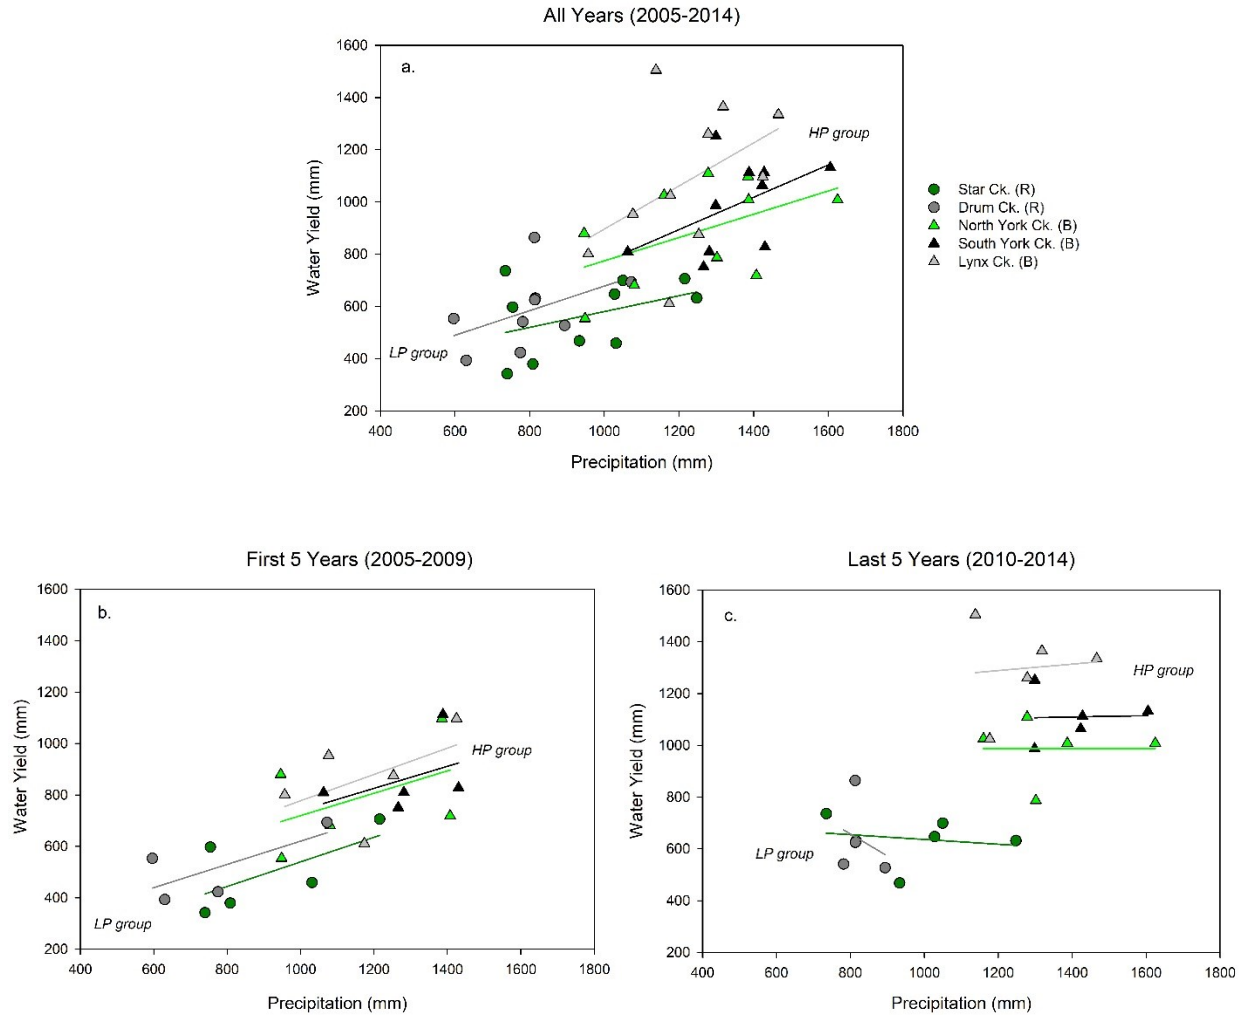 All Years (2005-2014)
1600
1400
1200
1000
800
600
400
200
Water Yield (mm)
a.
HP group
LP group
400 600 800 1000 1200 1400 1600 1800
Precipitation (mm)
Star Ck. (R)
Drum Ck. (R)
North York Ck. (B)
South York Ck. (B)
Lynx Ck. (B)
First 5 Years (2005-2009)
1600
1400
1200
1000
800
600
400
200
Water Yield (mm)
b.
HP group
LP group
400 600 800 1000 1200 1400 1600 1800
Precipitation (mm)
Last 5 Years (2010-2014)
1600
1400
1200
1000
800
600
400
200
Water Yield (mm)
c.
HP group
LP group
400 600 800 1000 1200 1400 1600 1800
Precipitation (mm)